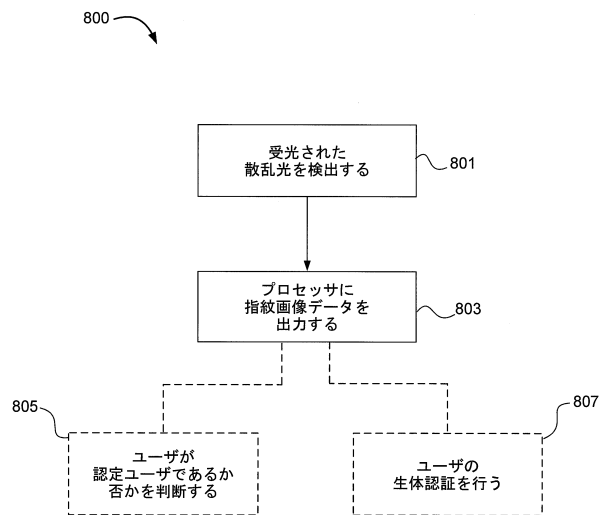 800
受光された
散乱光を検出する
801
プロセッサに
指紋画像データを
出力する
803
805
ユーザが
認定ユーザであるか
否かを判断する
807
ユーザの
生体認証を行う